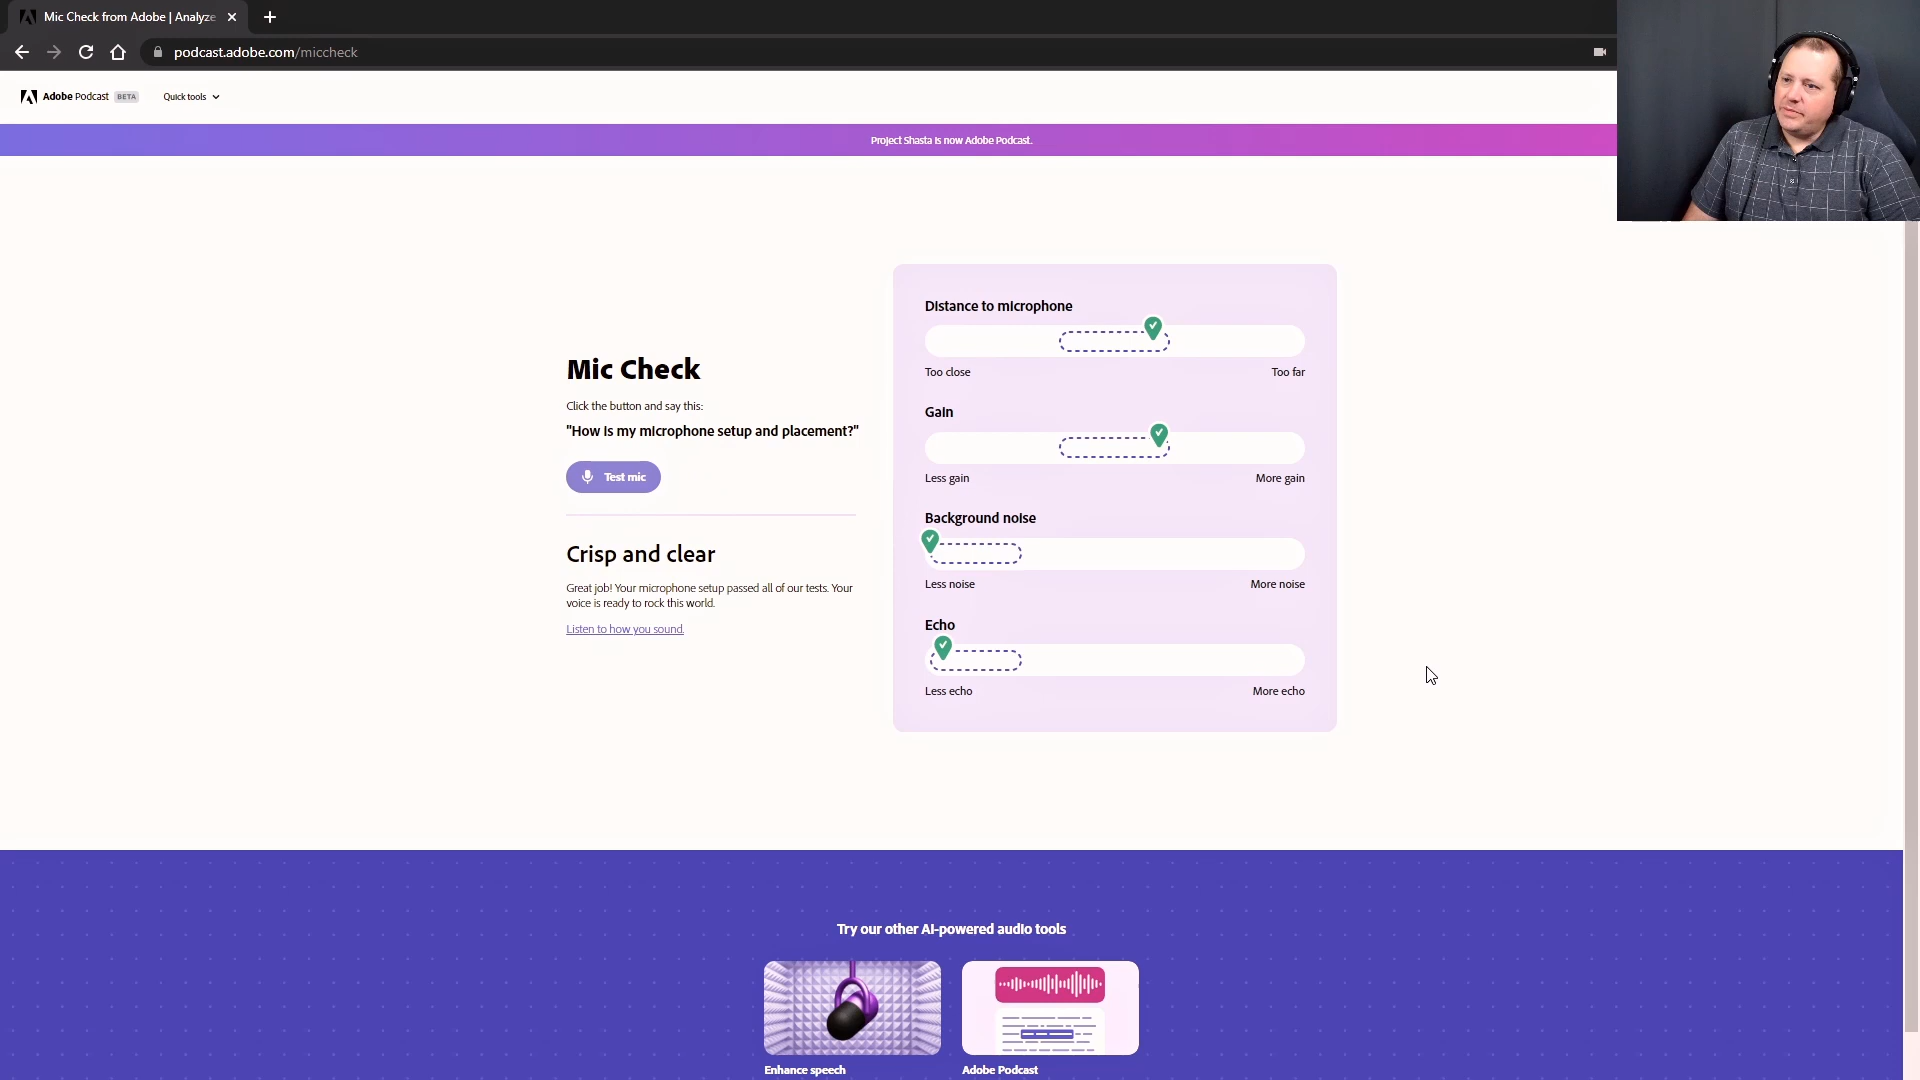 Mic Check from Adobe | Analyze
podcast.adobe.com/miccheck
Adobe Podcast BETA
Quick tools
Project Shasta is now Adobe Podcast.
Mic Check
Click the button and say this:
"How is my microphone setup and placement?"
Test mic
Crisp and clear
Great job! Your microphone setup passed all of our tests. Your
voice is ready to rock this world.
Listen to how you sound.
Distance to microphone
Too close
Too far
Gain
Less gain
More gain
Background noise
Less noise
More noise
Echo
Less echo
More echo
Try our other AI-powered audio tools
Enhance speech
Adobe Podcast